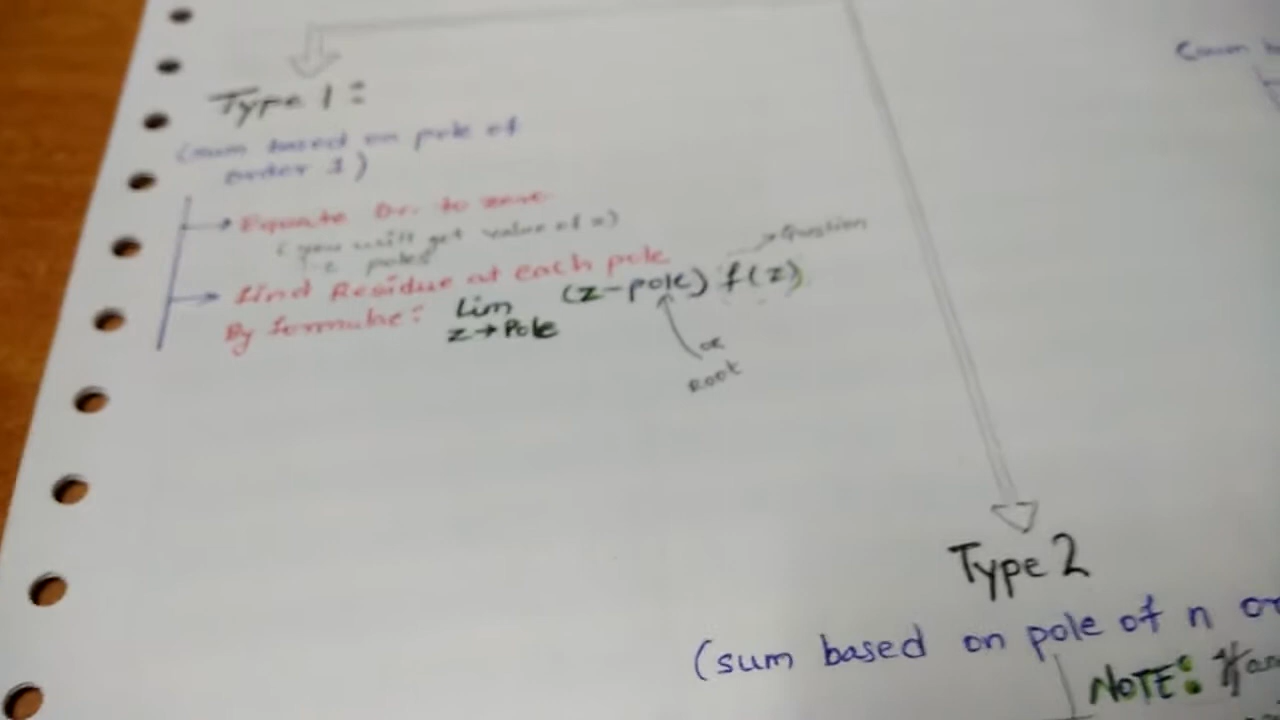 Type 1 :
(sum based on pole of
order 1)
→ Equate Dr. to zero
(you will get value of z)
poles
→ find Residue at each pole
By formulae : Lim (z-pole) f(z)
z→Pole
→ Question
or
Root
Type 2
(sum based on pole of n or
NOTE: